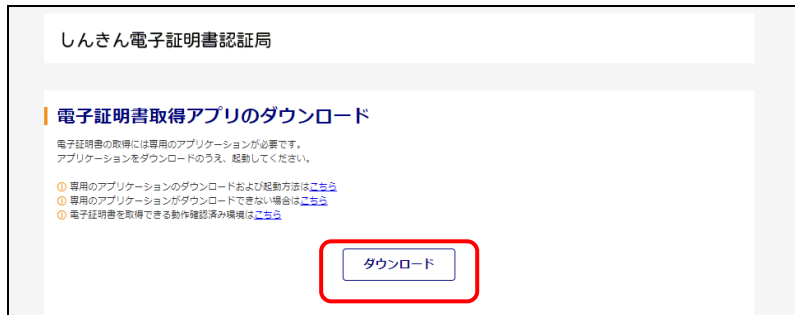 しんきん電子証明書認証局
電子証明書取得アプリのダウンロード
電子証明書の取得には専用のアプリケーションが必要です。
アプリケーションをダウンロードのうえ、起動してください。
① 専用のアプリケーションのダウンロードおよび起動方法はこちら
① 専用のアプリケーションがダウンロードできない場合はこちら
① 電子証明書を取得できる動作確認済み環境はこちら
ダウンロード